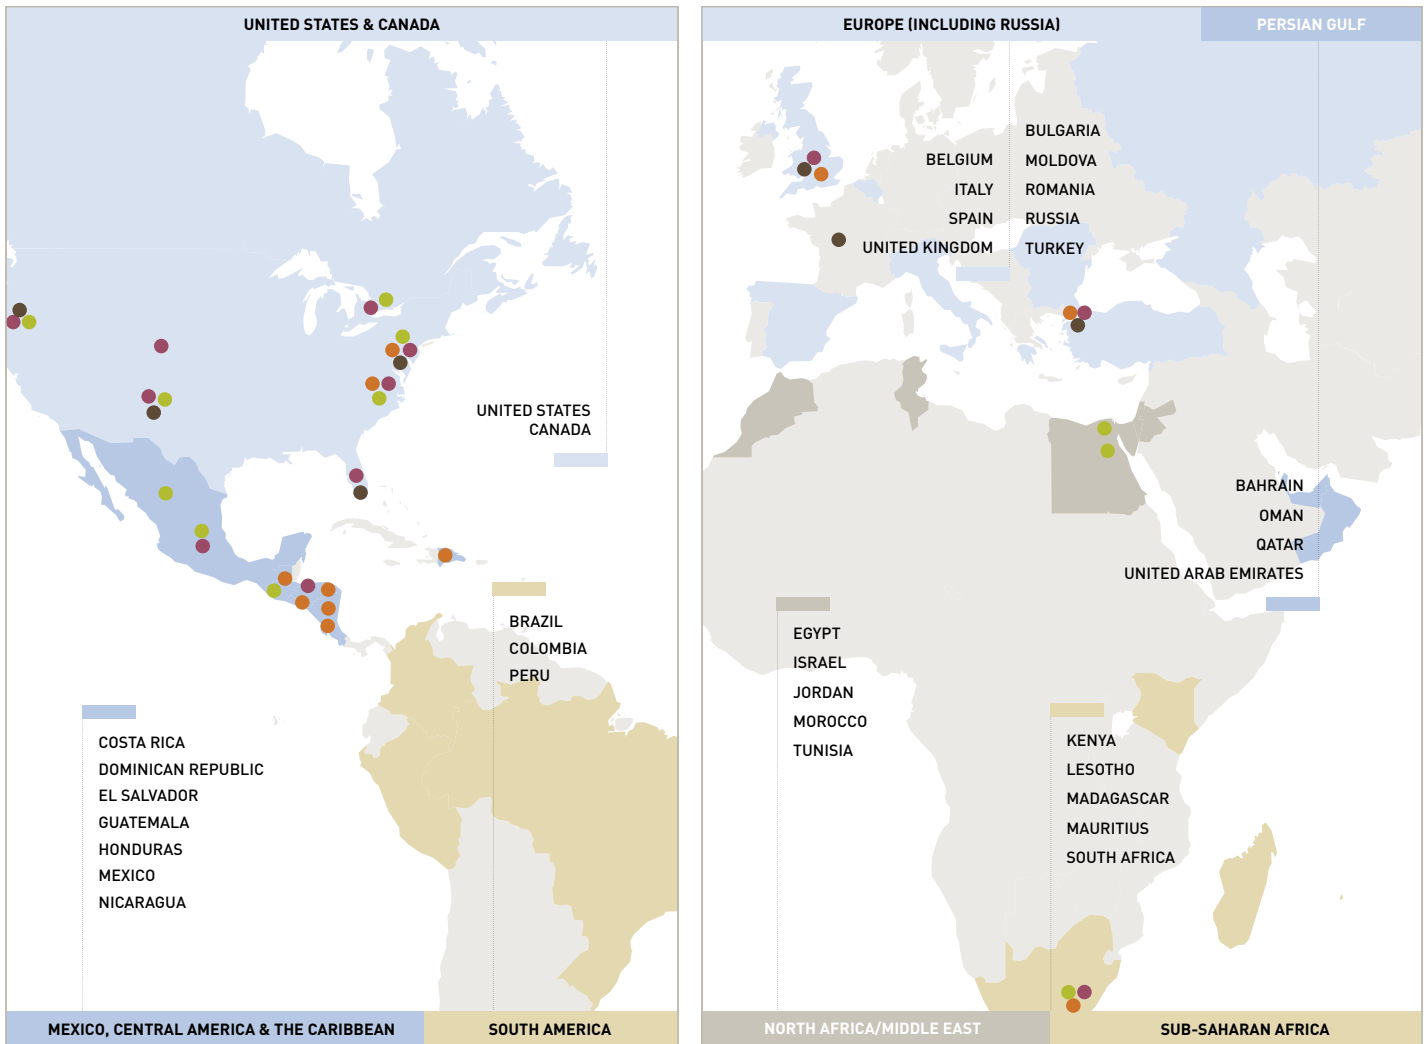 UNITED STATES & CANADA
UNITED STATES
CANADA
BRAZIL
COLOMBIA
PERU
COSTA RICA
DOMINICAN REPUBLIC
EL SALVADOR
GUATEMALA
HONDURAS
MEXICO
NICARAGUA
MEXICO, CENTRAL AMERICA & THE CARIBBEAN
SOUTH AMERICA
EUROPE (INCLUDING RUSSIA)
PERSIAN GULF
BELGIUM
ITALY
SPAIN
UNITED KINGDOM
BULGARIA
MOLDOVA
ROMANIA
RUSSIA
TURKEY
BAHRAIN
OMAN
QATAR
UNITED ARAB EMIRATES
EGYPT
ISRAEL
JORDAN
MOROCCO
TUNISIA
KENYA
LESOTHO
MADAGASCAR
MAURITIUS
SOUTH AFRICA
NORTH AFRICA/MIDDLE EAST
SUB-SAHARAN AFRICA